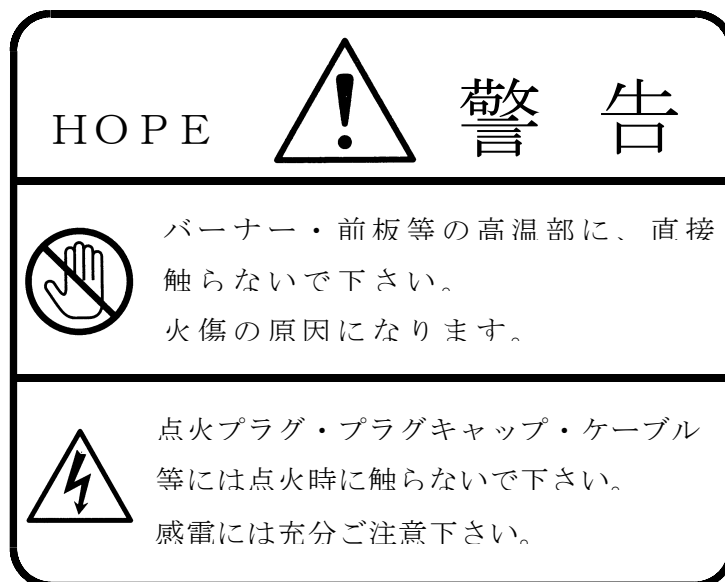 HOPE 警告
バーナー・前板等の高温部に、直接
触らないで下さい。
火傷の原因になります。
点火プラグ・プラグキャップ・ケーブル
等には点火時に触らないで下さい。
感電には充分ご注意下さい。